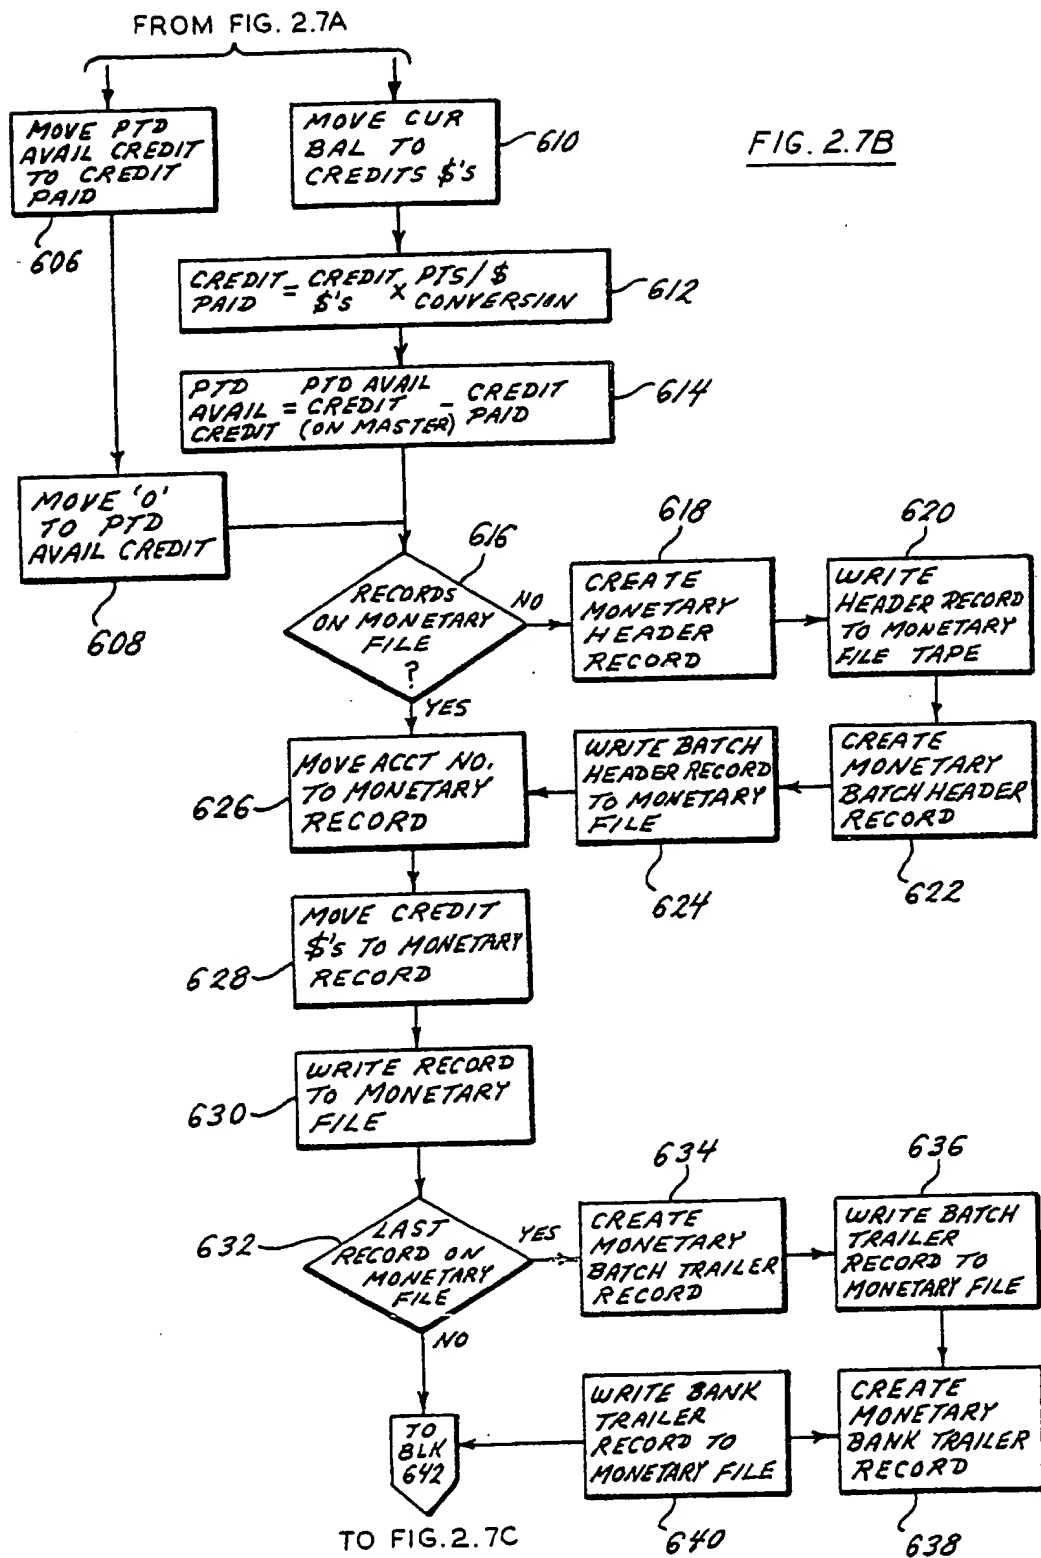 FROM FIG. 2.7A
MOVE PTD
AVAIL CREDIT
TO CREDIT
PAID
606
MOVE CUR
BAL TO
CREDITS $'S
610
FIG. 2.7B
CREDIT = CREDIT x PTS/$
PAID $'S CONVERSION
612
PTD PTD AVAIL
AVAIL = CREDIT - CREDIT
CREDIT (ON MASTER) PAID
614
MOVE 'O'
TO PTD
AVAIL CREDIT
608
616
RECORDS
ON MONETARY
FILE
?
NO
YES
618
CREATE
MONETARY
HEADER
RECORD
620
WRITE
HEADER RECORD
TO MONETARY
FILE TAPE
MOVE ACCT NO.
TO MONETARY
RECORD
626
WRITE BATCH
HEADER RECORD
TO MONETARY
FILE
624
CREATE
MONETARY
BATCH HEADER
RECORD
622
MOVE CREDIT
$'S TO MONETARY
RECORD
628
WRITE RECORD
TO MONETARY
FILE
630
632
LAST
RECORD ON
MONETARY
FILE
YES
NO
634
CREATE
MONETARY
BATCH TRAILER
RECORD
636
WRITE BATCH
TRAILER
RECORD TO
MONETARY FILE
TO
BLK
642
WRITE BANK
TRAILER
RECORD TO
MONETARY FILE
640
CREATE
MONETARY
BANK TRAILER
RECORD
638
TO FIG. 2.7C